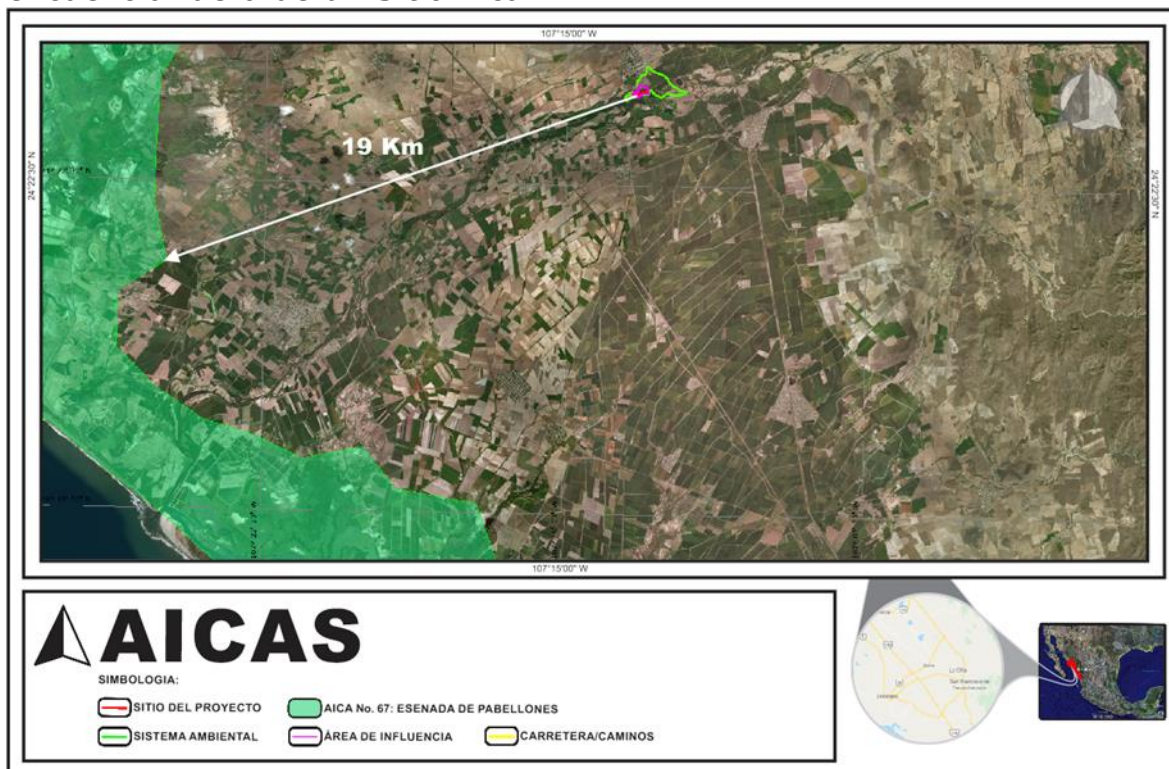 107°15'00" W
24°22'30" N
24°22'30" N
19 Km
107°15'00" W
AICAS
SIMBOLOGIA:
SITIO DEL PROYECTO
AICA No. 67: ESENADA DE PABELLONES
SISTEMA AMBIENTAL
ÁREA DE INFLUENCIA
CARRETERA/CAMINOS